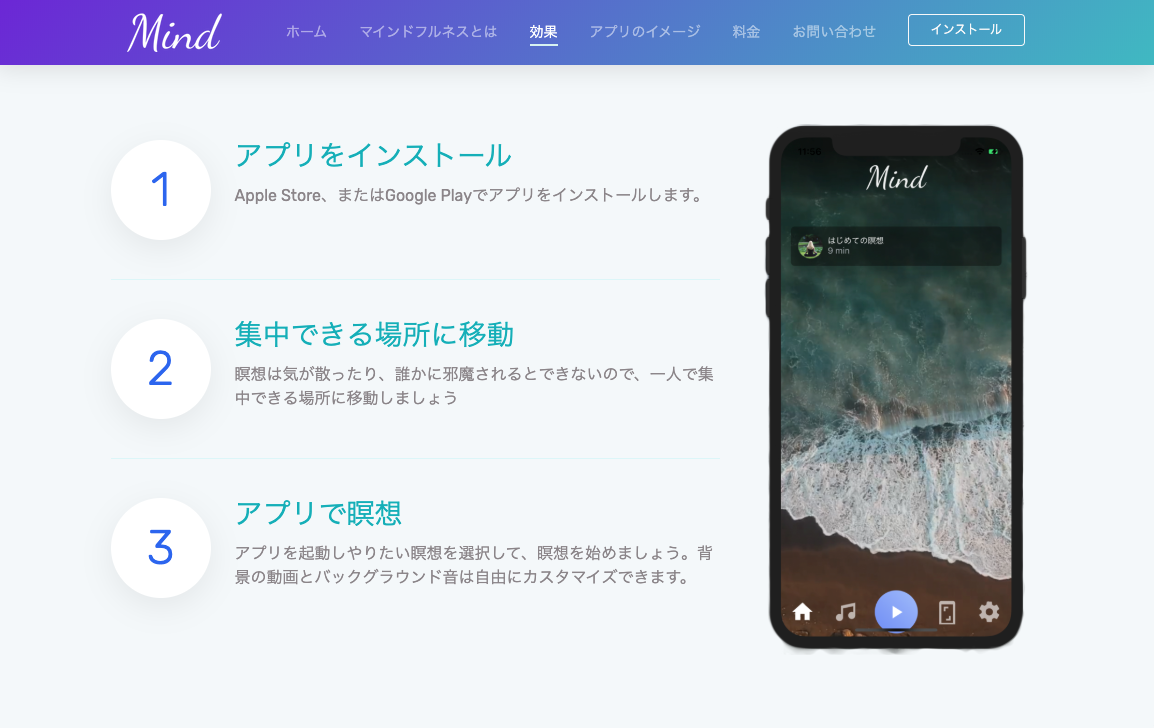 Mind
ホーム
マインドフルネスとは
効果
アプリのイメージ
料金
お問い合わせ
インストール
1
アプリをインストール
Apple Store、またはGoogle Playでアプリをインストールします。
2
集中できる場所に移動
瞑想は気が散ったり、誰かに邪魔されるとできないので、一人で集
中できる場所に移動しましょう
3
アプリで瞑想
アプリを起動しやりたい瞑想を選択して、瞑想を始めましょう。背
景の動画とバックグラウンド音は自由にカスタマイズできます。
11:56
Mind
はじめての瞑想
9 min